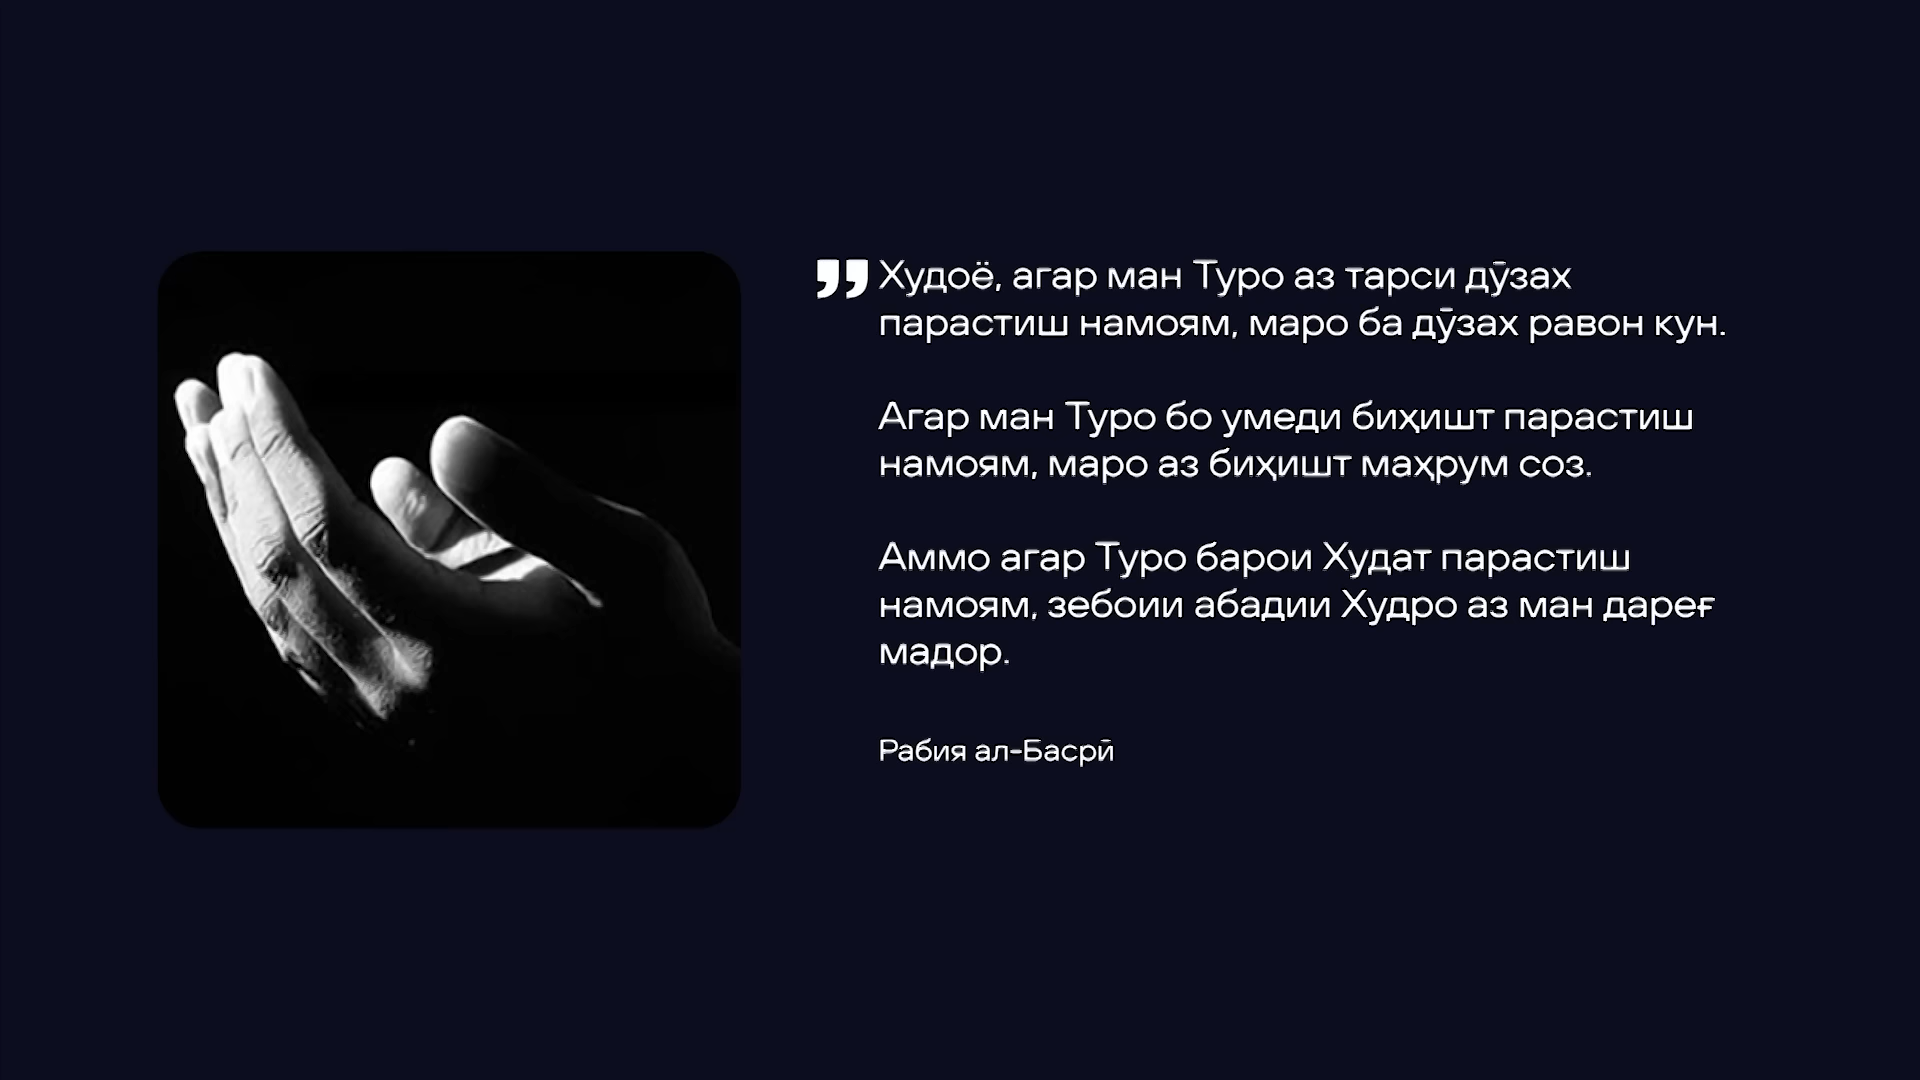 Худоё, агар ман Туро аз тарси дӯзах
парастиш намоям, маро ба дӯзах равон кун.
Агар ман Туро бо умеди биҳишт парастиш
намоям, маро аз биҳишт маҳрум соз.
Аммо агар Туро барои Худат парастиш
намоям, зебоии абадии Худро аз ман дареғ
мадор.
Рабия ал-Басрӣ